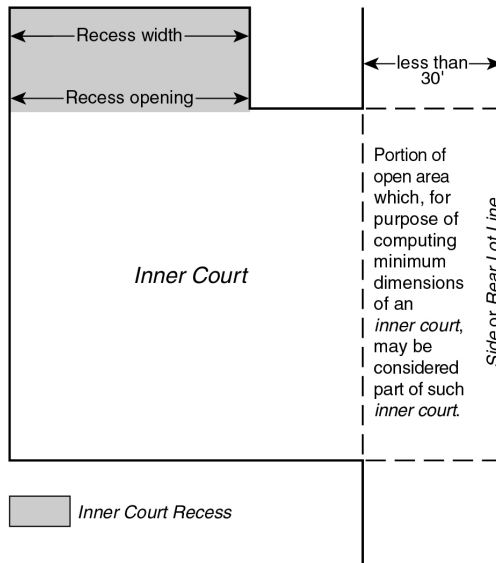 Recess width
less than
30'
Recess opening
Portion of
open area
which, for
purpose of
computing
minimum
dimensions
of an
inner court,
may be
considered
part of such
inner court.
Side or Rear Lot Line
Inner Court
Inner Court Recess